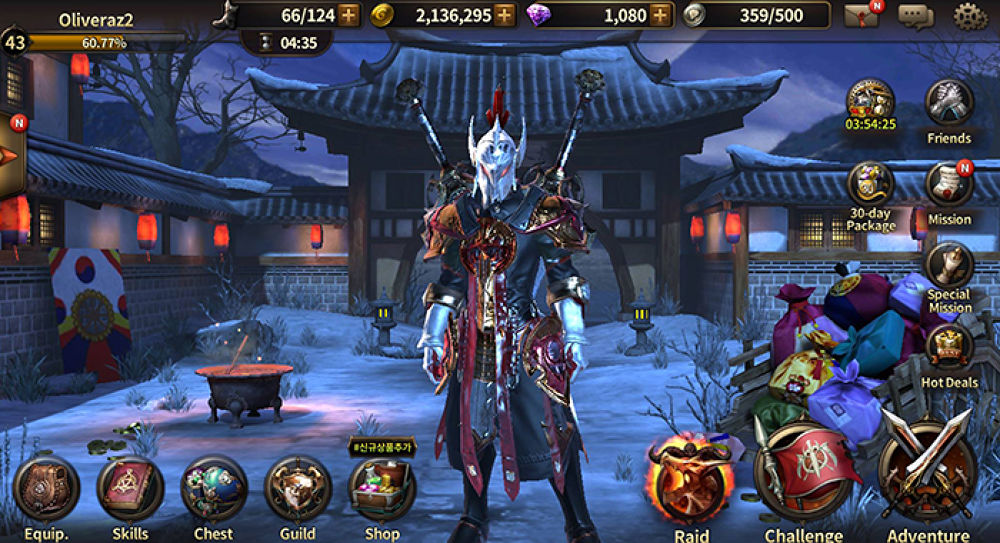 Oliveraz2
66/124
2,136,295
1,080
359/500
N
43
60.77%
04:35
N
03:54:25
Friends
N
30-day
Package
Mission
Special
Mission
Hot Deals
#신규상품추가
Equip.
Skills
Chest
Guild
Shop
Raid
Challenge
Adventure